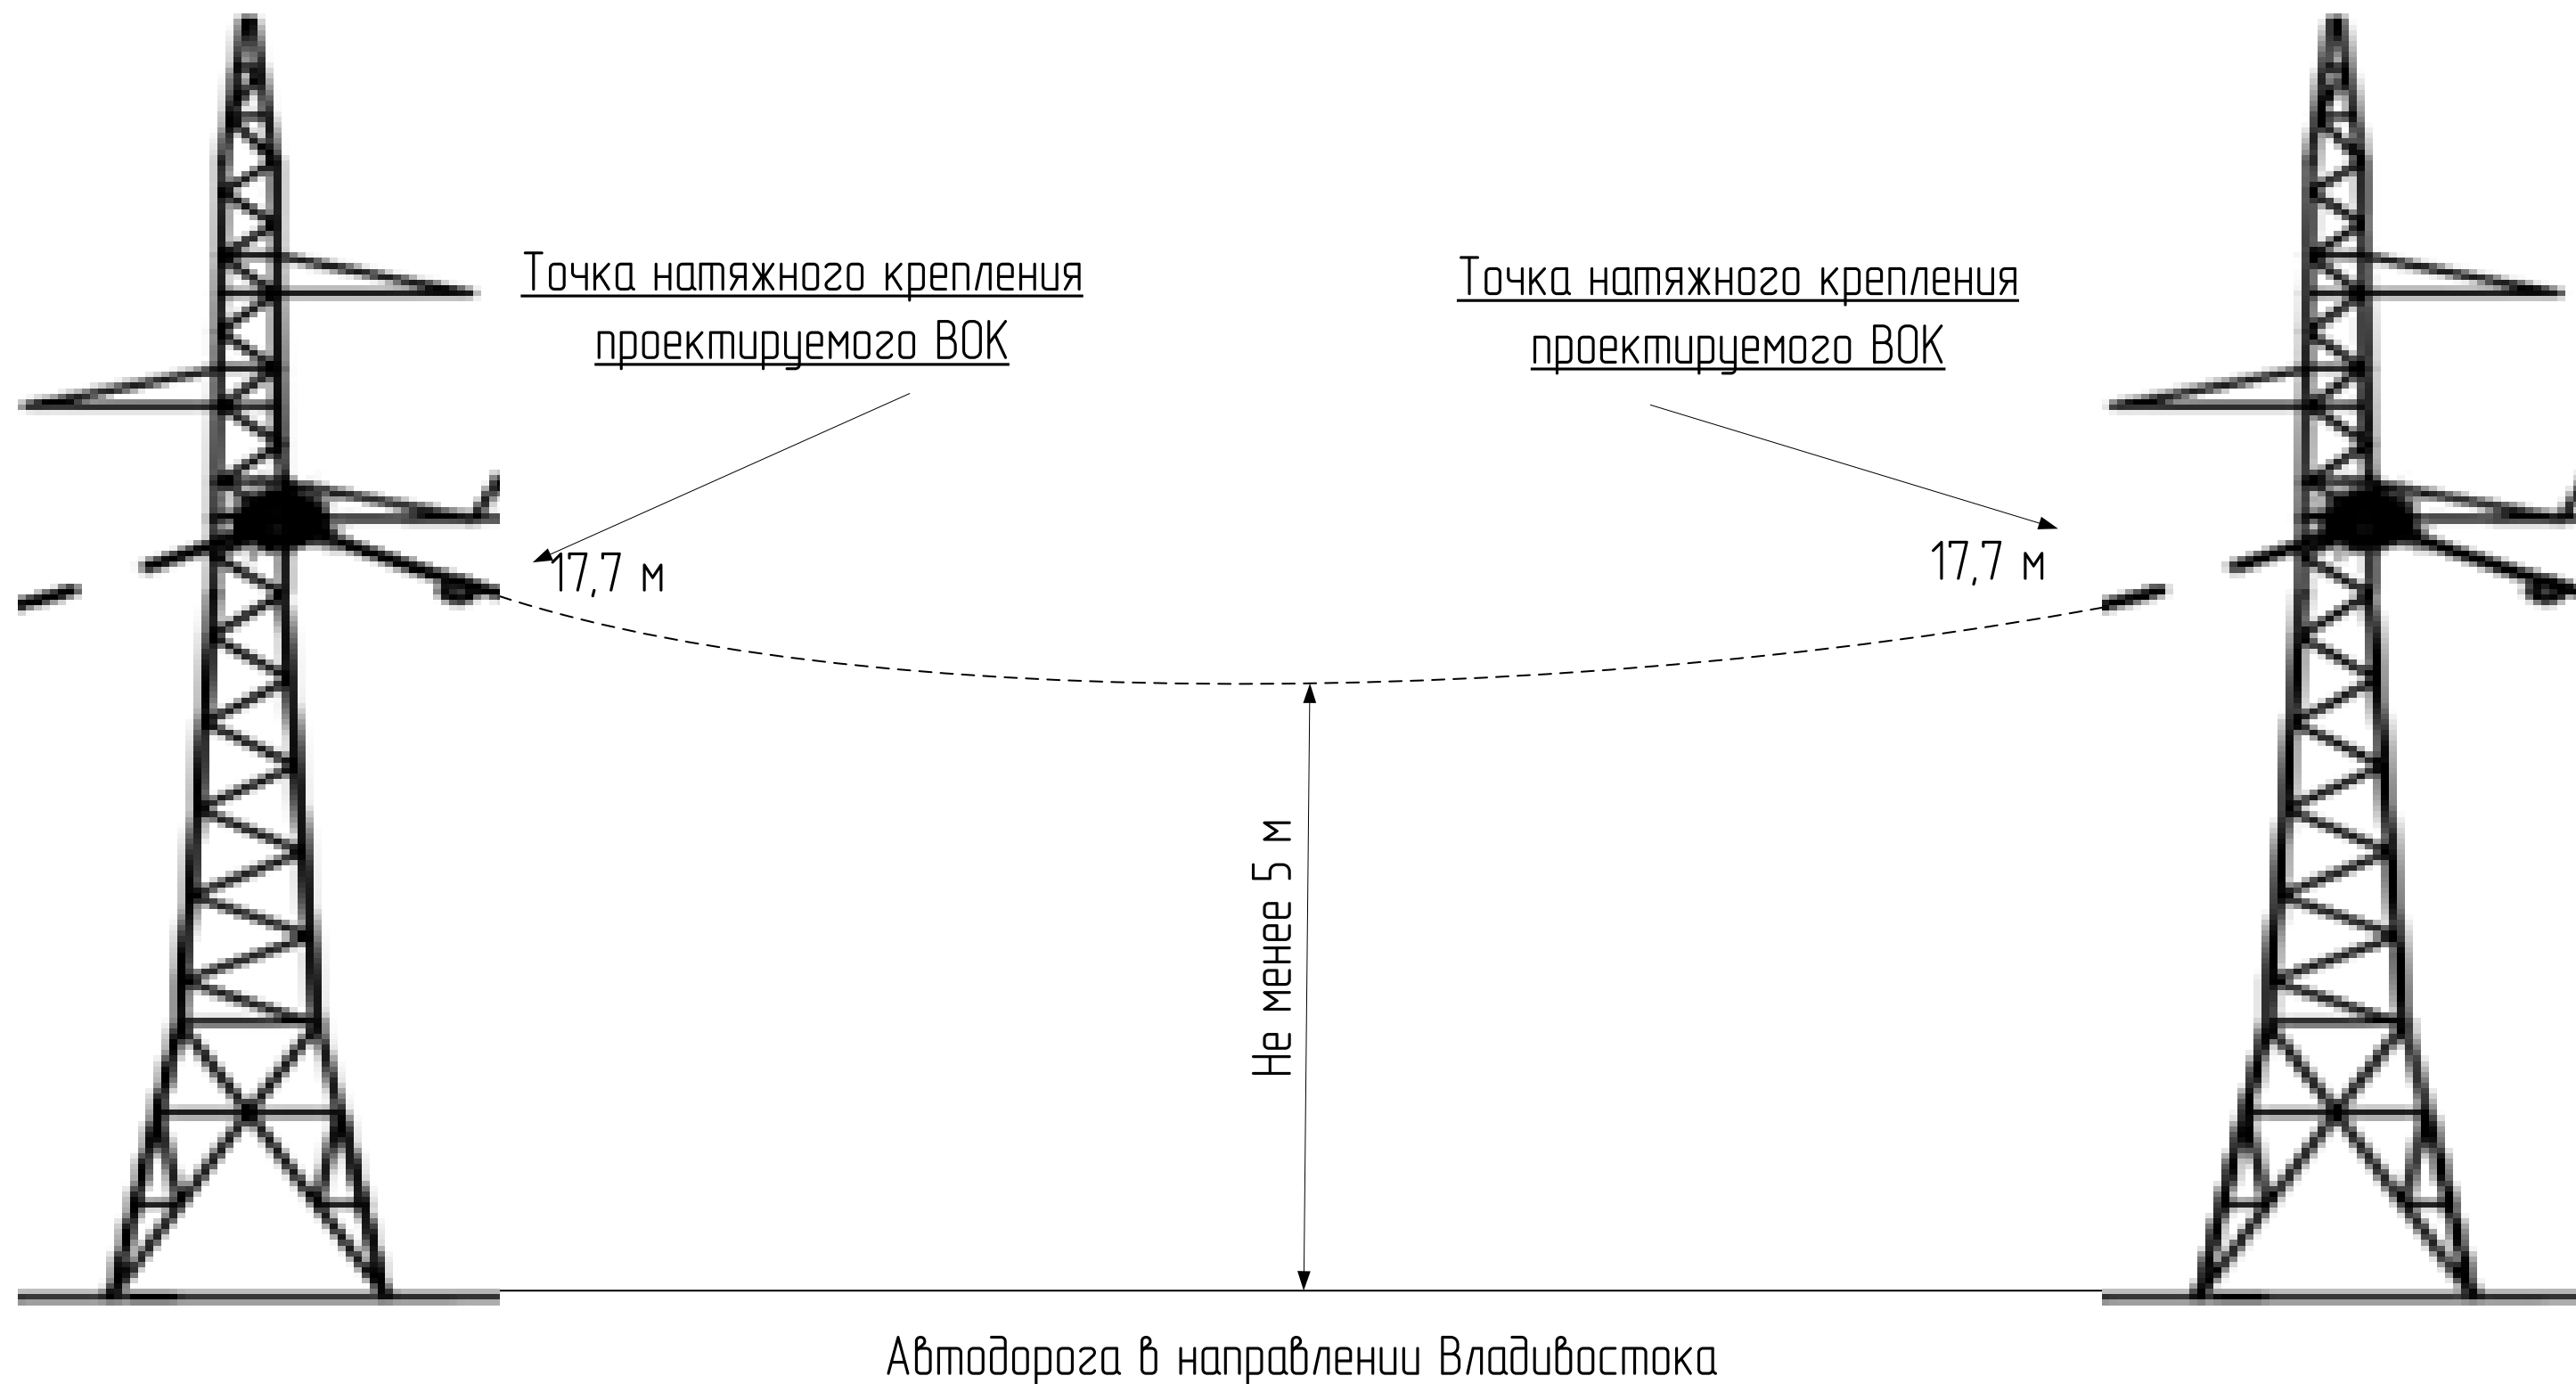 Точка натяжного крепления
проектируемого ВОК
Точка натяжного крепления
проектируемого ВОК
17,7 м
17,7 м
Не менее 5 м
Автодорога в направлении Владивостока